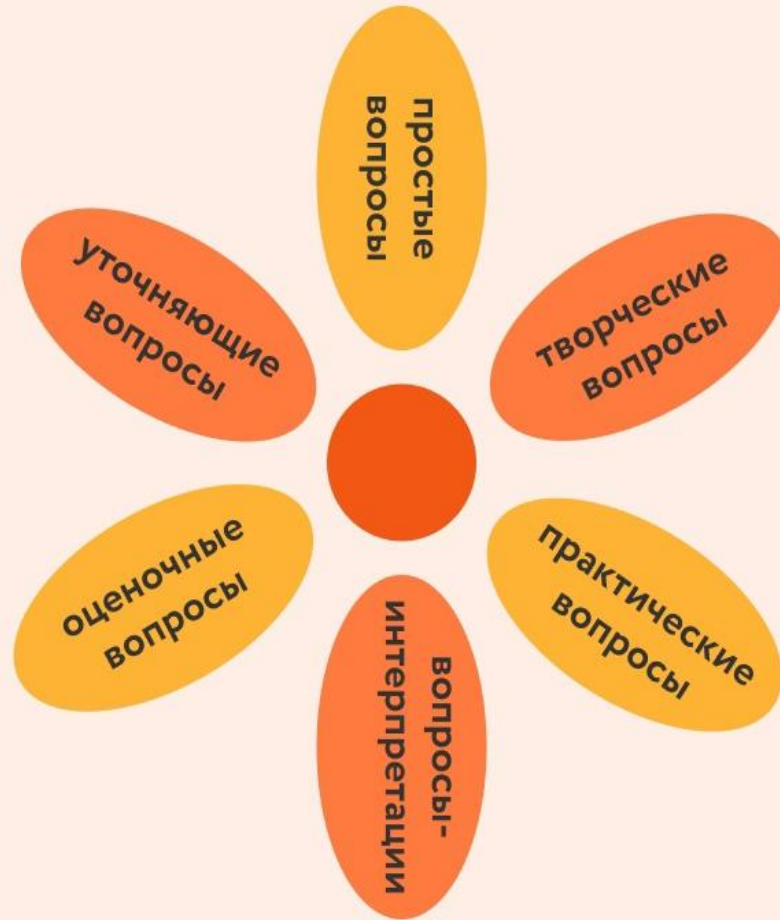 простые
вопросы
творческие
вопросы
практические
вопросы
вопросы-
интерпретации
оценочные
вопросы
уточняющие
вопросы